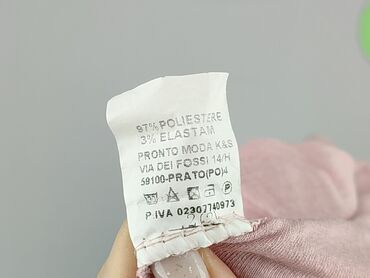 97% POLIESTERE
3% ELASTAM
PRONTO MODA K&S
VIA DEI FOSSI 14/H
59100-PRATO(PO)4
P.IVA 02307740973